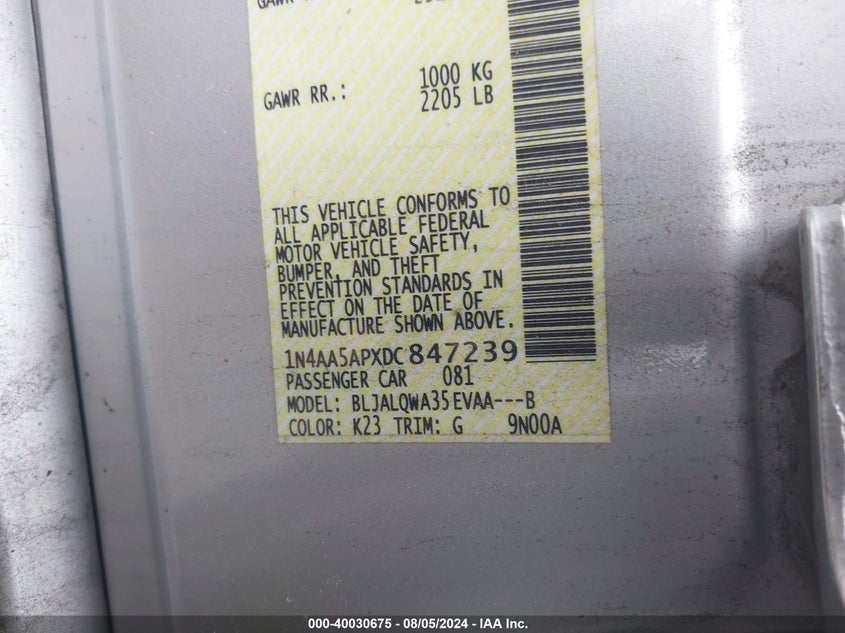 GAWR RR.: 1000 KG
2205 LB
THIS VEHICLE CONFORMS TO
ALL APPLICABLE FEDERAL
MOTOR VEHICLE SAFETY,
BUMPER, AND THEFT
PREVENTION STANDARDS IN
EFFECT ON THE DATE OF
MANUFACTURE SHOWN ABOVE.
1N4AA5APXDC847239
PASSENGER CAR 081
MODEL: BLJALQWA35EVAA---B
COLOR: K23 TRIM: G 9N00A
000-40030675 - 08/05/2024 - IAA Inc.